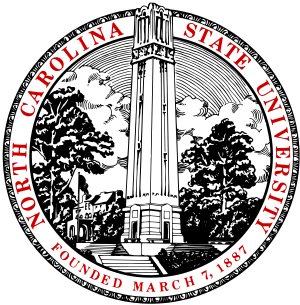 NORTH CAROLINA STATE UNIVERSITY
FOUNDED MARCH 7, 1887